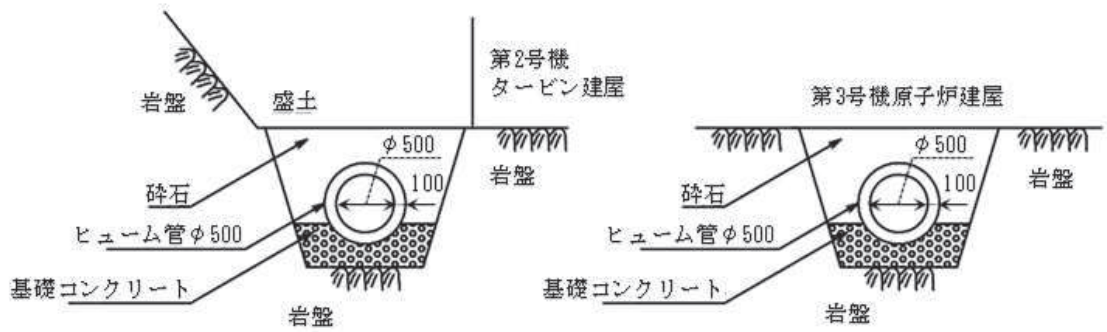 第2号機
タービン建屋
岩盤
盛土
φ500
岩盤
100
砕石
ヒューム管φ500
基礎コンクリート
岩盤
第3号機原子炉建屋
φ500
100
岩盤
砕石
ヒューム管φ500
基礎コンクリート
岩盤